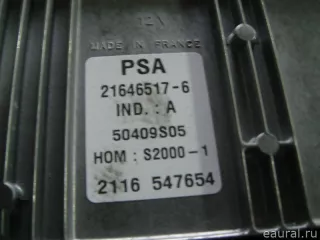 12V
MADE IN FRANCE
PSA
21646517-6
IND. : A
50409S05
HOM : S2000-1
2116 547654
eaural.ru